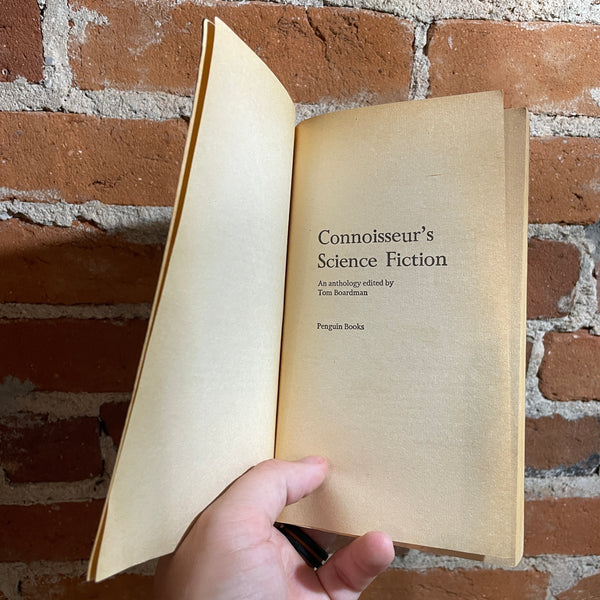 Connoisseur's
Science Fiction
An anthology edited by
Tom Boardman
Penguin Books